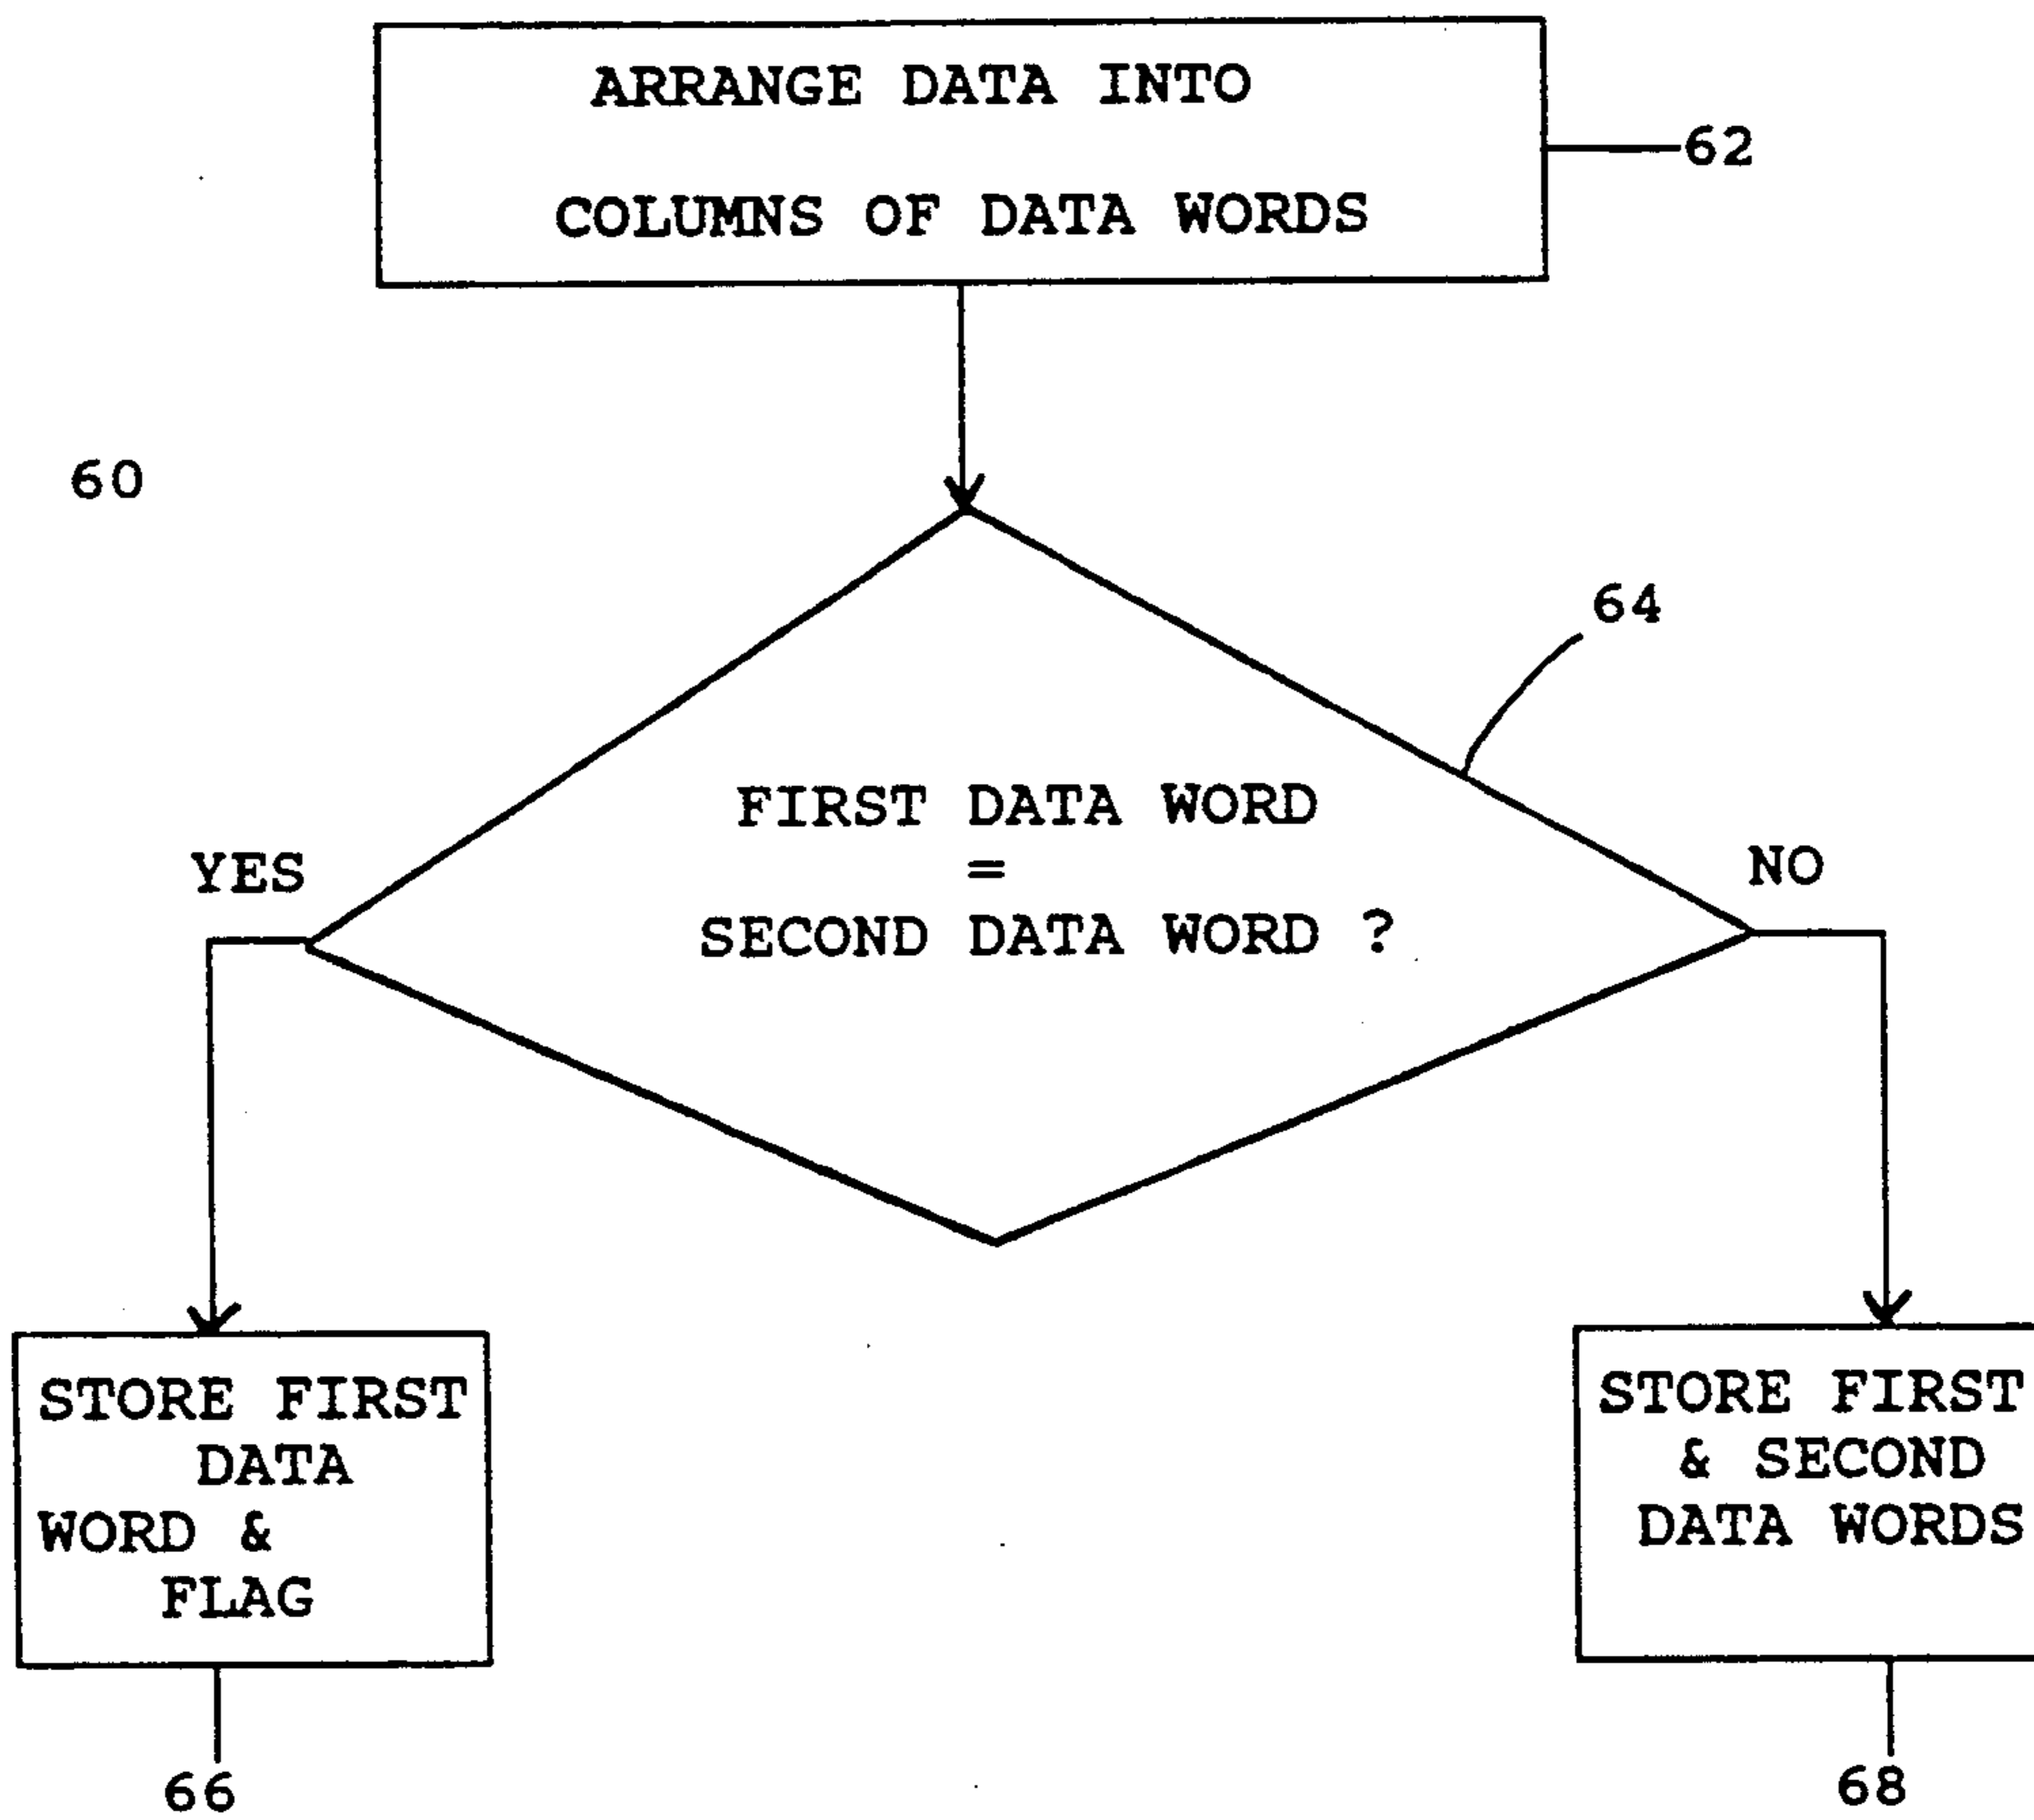 ARRANGE DATA INTO
COLUMNS OF DATA WORDS
62
60
64
FIRST DATA WORD
=
SECOND DATA WORD ?
YES
NO
STORE FIRST
DATA
WORD &
FLAG
STORE FIRST
& SECOND
DATA WORDS
66
68